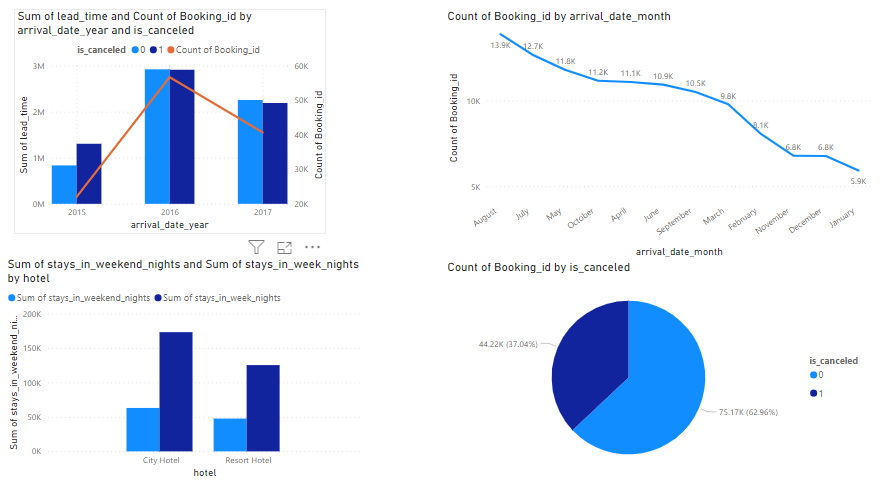 Sum of lead_time and Count of Booking_id by
arrival_date_year and is_canceled
is_canceled 0 1 Count of Booking_id
3M
2M
1M
0M
Sum of lead_time
60K
50K
40K
30K
20K
Count of Booking_id
2015 2016 2017
arrival_date_year
Count of Booking_id by arrival_date_month
13.9K
12.7K
11.8K
11.2K
11.1K
10.9K
10.5K
9.8K
8.1K
6.8K
6.8K
5.9K
10K
5K
Count of Booking_id
August July May October April June September March February November December January
arrival_date_month
Sum of stays_in_weekend_nights and Sum of stays_in_week_nights
by hotel
Sum of stays_in_weekend_nights Sum of stays_in_week_nights
200K
150K
100K
50K
0K
Sum of stays_in_weekend_ni...
City Hotel Resort Hotel
hotel
Count of Booking_id by is_canceled
44.22K (37.04%)
75.17K (62.96%)
is_canceled
0
1